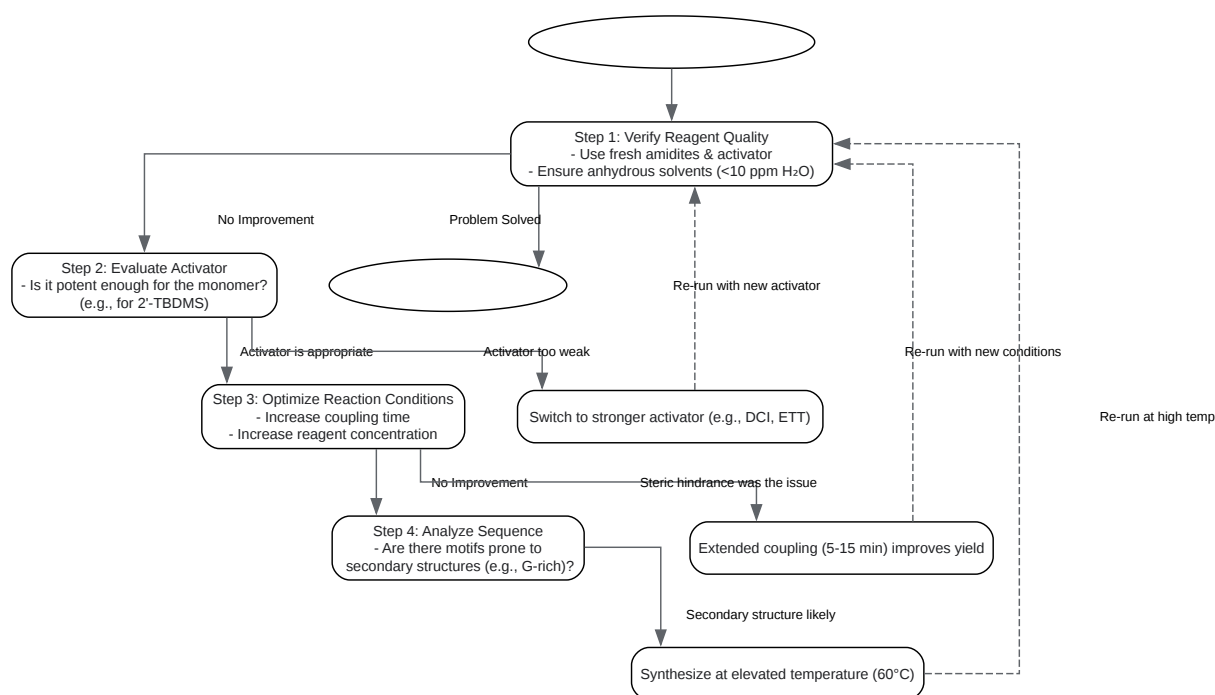 Step 1: Verify Reagent Quality
- Use fresh amidites & activator
- Ensure anhydrous solvents (<10 ppm H₂O)
No Improvement
Problem Solved
Step 2: Evaluate Activator
- Is it potent enough for the monomer?
(e.g., for 2'-TBDMS)
Re-run with new activator
Activator is appropriate
Activator too weak
Re-run with new conditions
Step 3: Optimize Reaction Conditions
- Increase coupling time
- Increase reagent concentration
Switch to stronger activator (e.g., DCI, ETT)
Re-run at high temp
No Improvement
Steric hindrance was the issue
Step 4: Analyze Sequence
- Are there motifs prone to
secondary structures (e.g., G-rich)?
Extended coupling (5-15 min) improves yield
Secondary structure likely
Synthesize at elevated temperature (60°C)